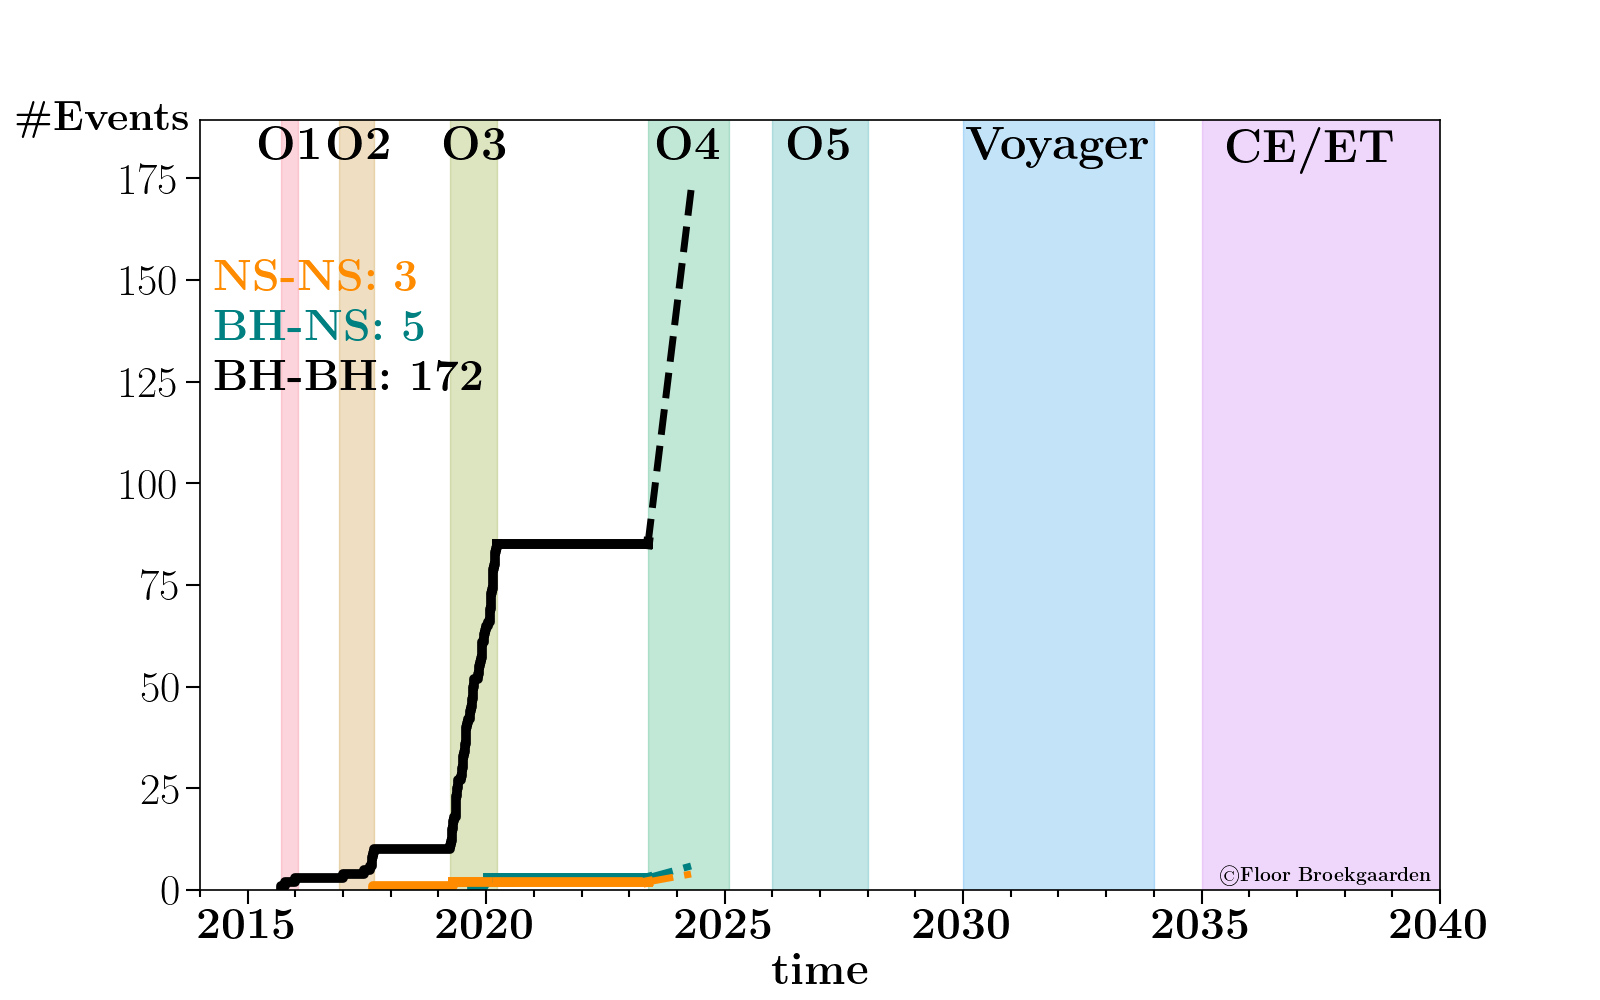 #Events
O1 O2 O3 O4 O5 Voyager CE/ET
175
150
125
100
75
50
25
0
NS-NS: 3
BH-NS: 5
BH-BH: 172
©Floor Broekgaarden
2015 2020 2025 2030 2035 2040
time